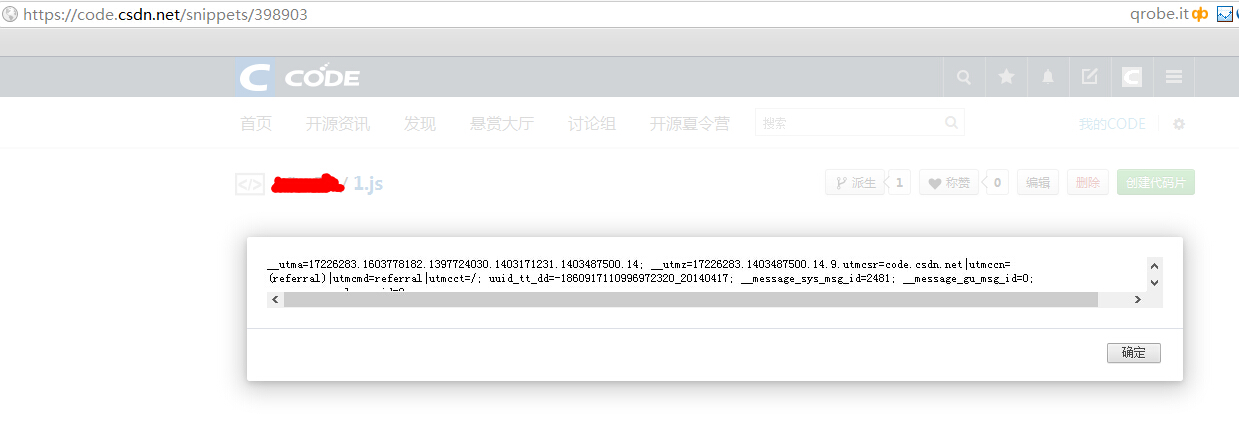 https://code.csdn.net/snippets/398903 qrobe.it
C CODE C
首页 开源资讯 发现 悬赏大厅 讨论组 开源夏令营 搜索 我的CODE
</> / 1.js 派生 1 称赞 0 编辑 删除 创建代码片
__utma=17226283.1603778182.1397724030.1403171231.1403487500.14; __utmz=17226283.1403487500.14.9.utmcsr=code.csdn.net|utmccn=
(referral)|utmcmd=referral|utmcct=/; uuid_tt_dd=-1860917110996972320_20140417; __message_sys_msg_id=2481; __message_gu_msg_id=0;
确定